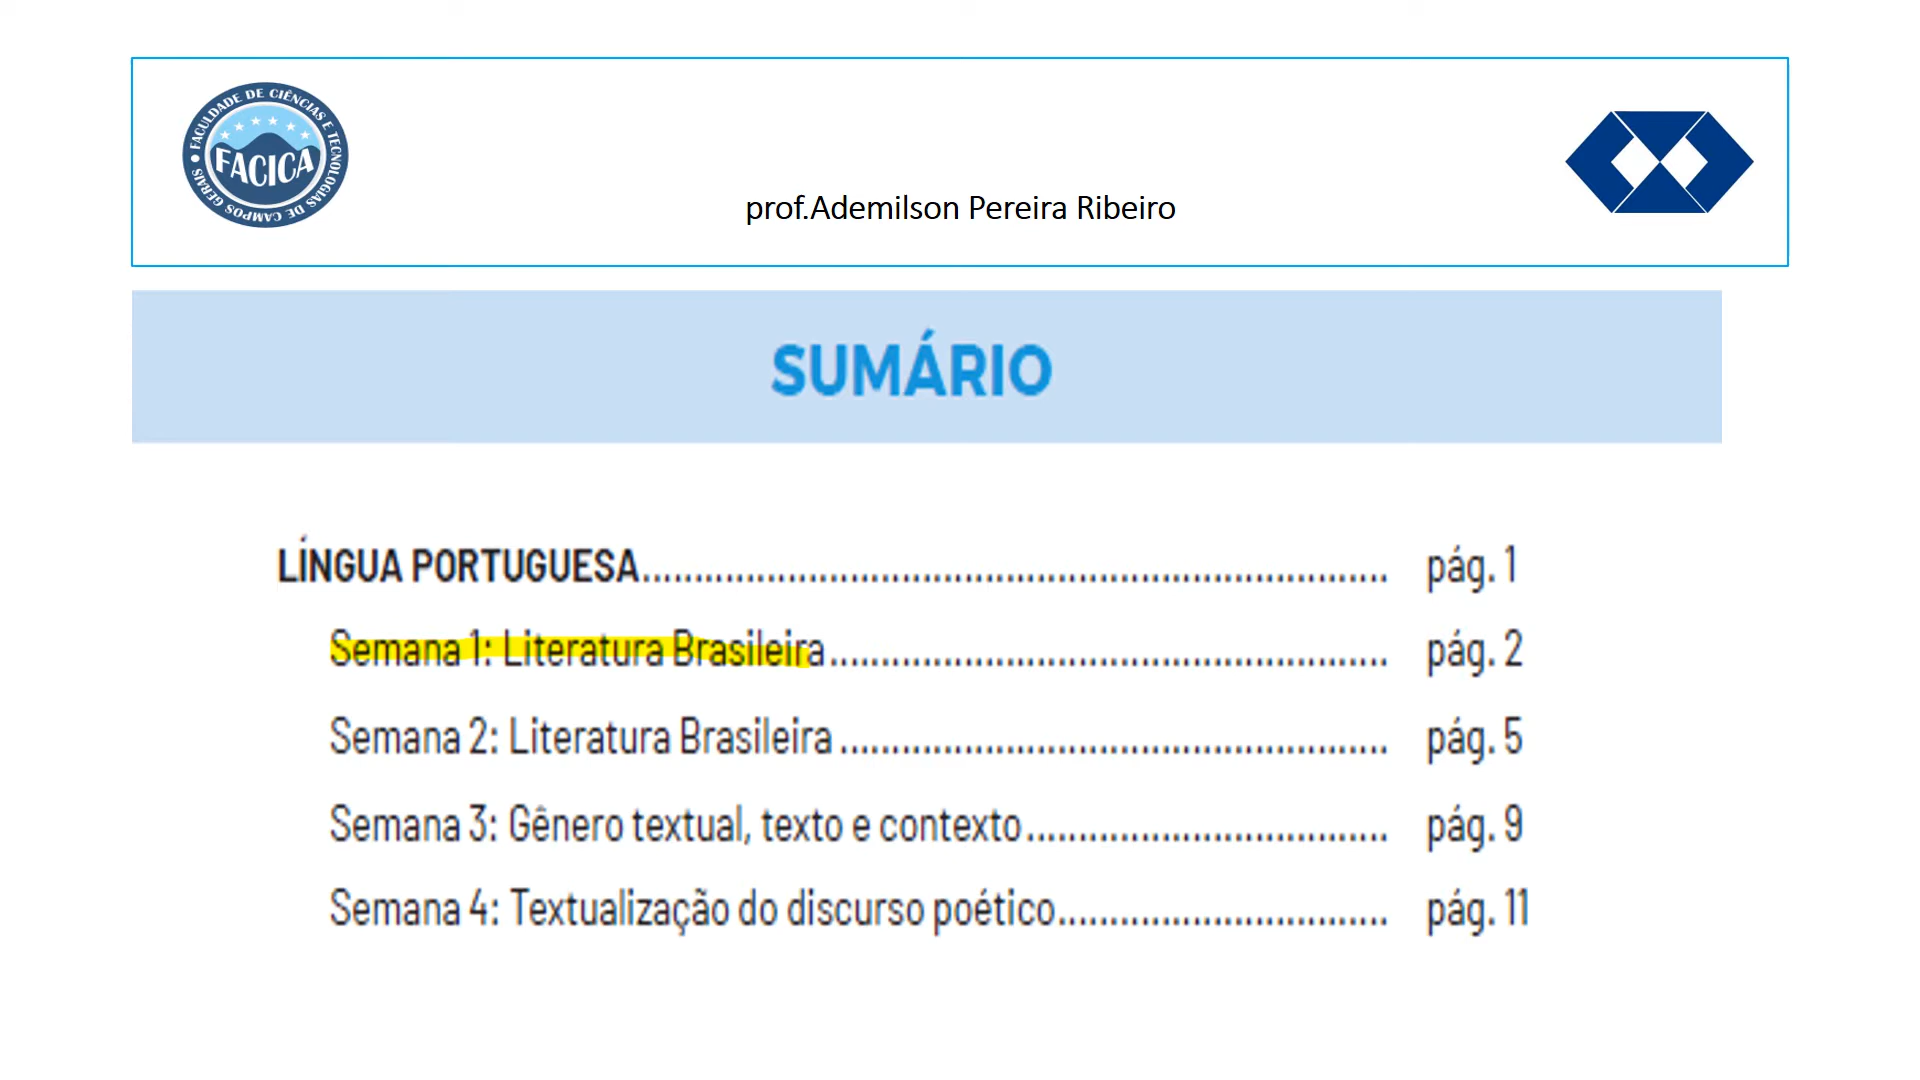 FACULDADE DE CIÊNCIAS E TECNOLOGIAS DE CAMPOS GERAIS
FACICA
prof.Ademilson Pereira Ribeiro
SUMÁRIO
LÍNGUA PORTUGUESA........................................................................ pág. 1
Semana 1: Literatura Brasileira...................................................... pág. 2
Semana 2: Literatura Brasileira ..................................................... pág. 5
Semana 3: Gênero textual, texto e contexto................................... pág. 9
Semana 4: Textualização do discurso poético................................ pág. 11